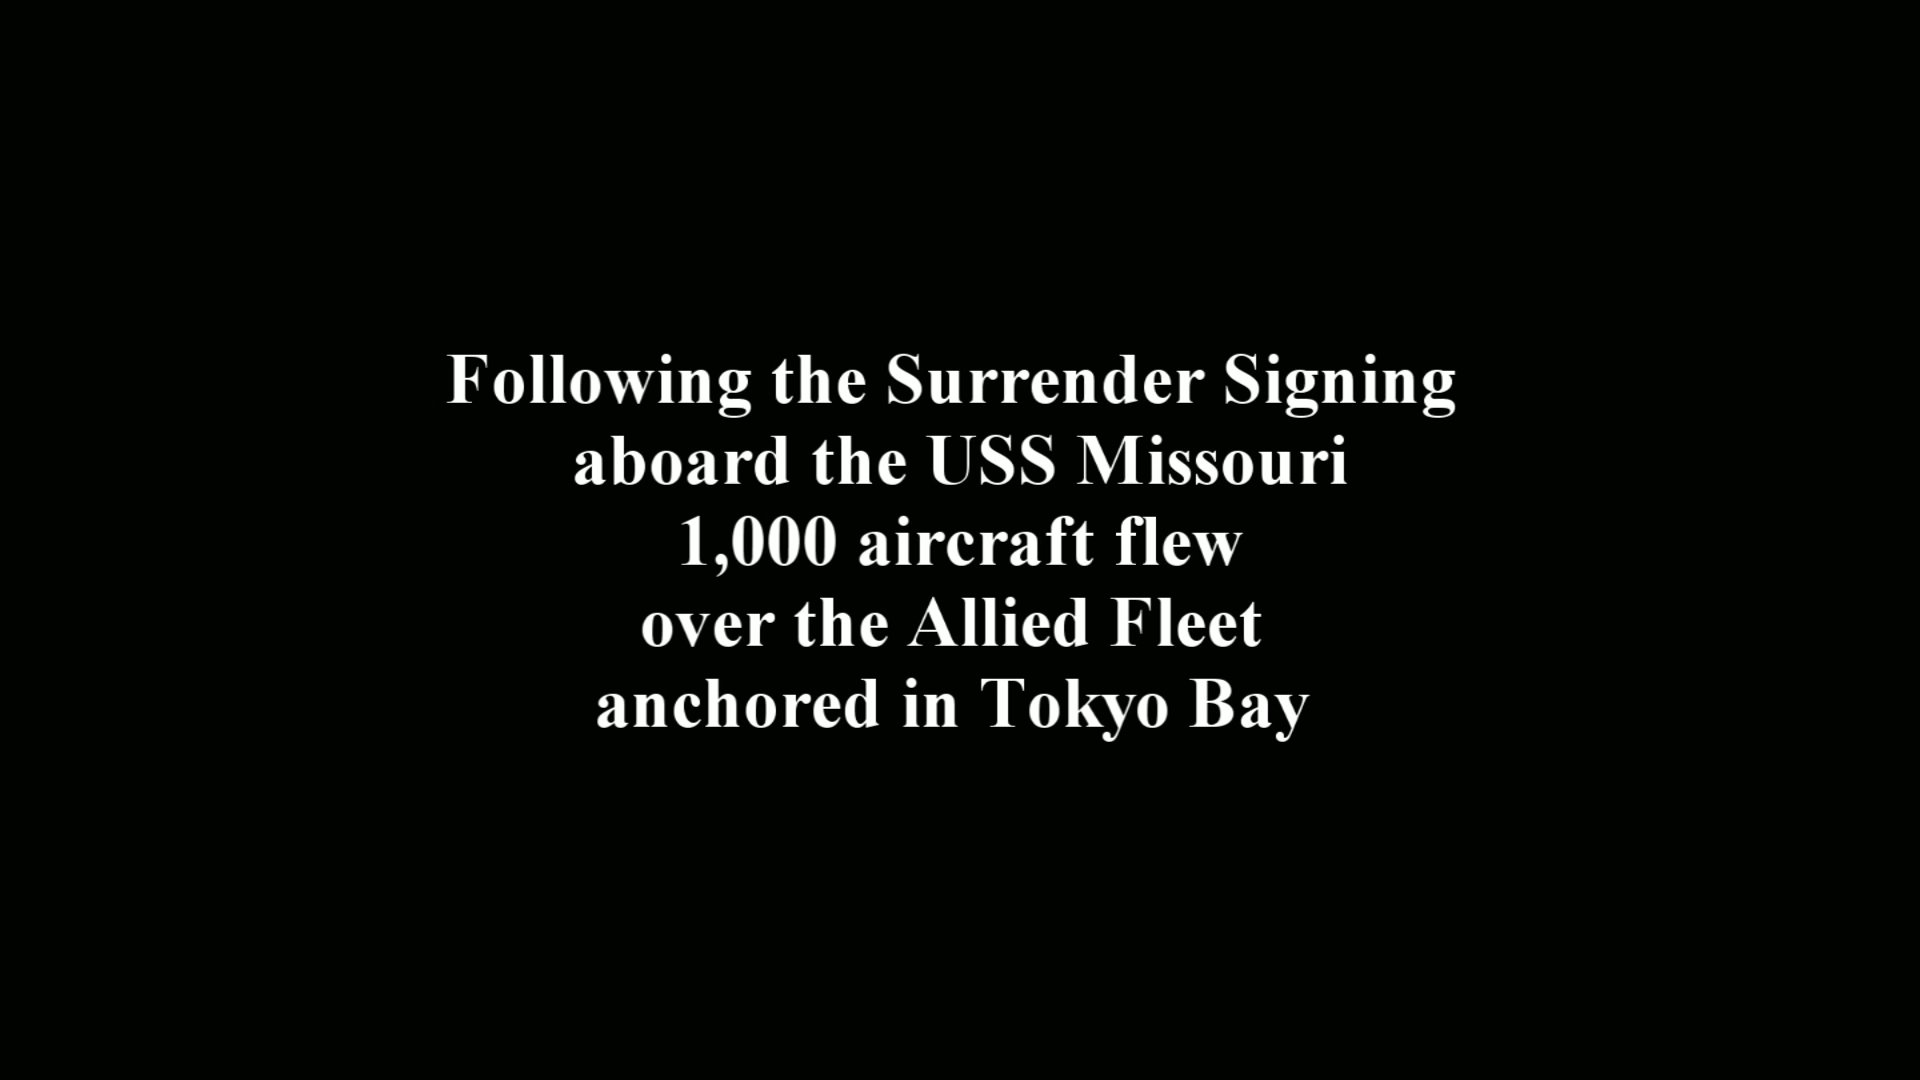 Following the Surrender Signing
aboard the USS Missouri
1,000 aircraft flew
over the Allied Fleet
anchored in Tokyo Bay